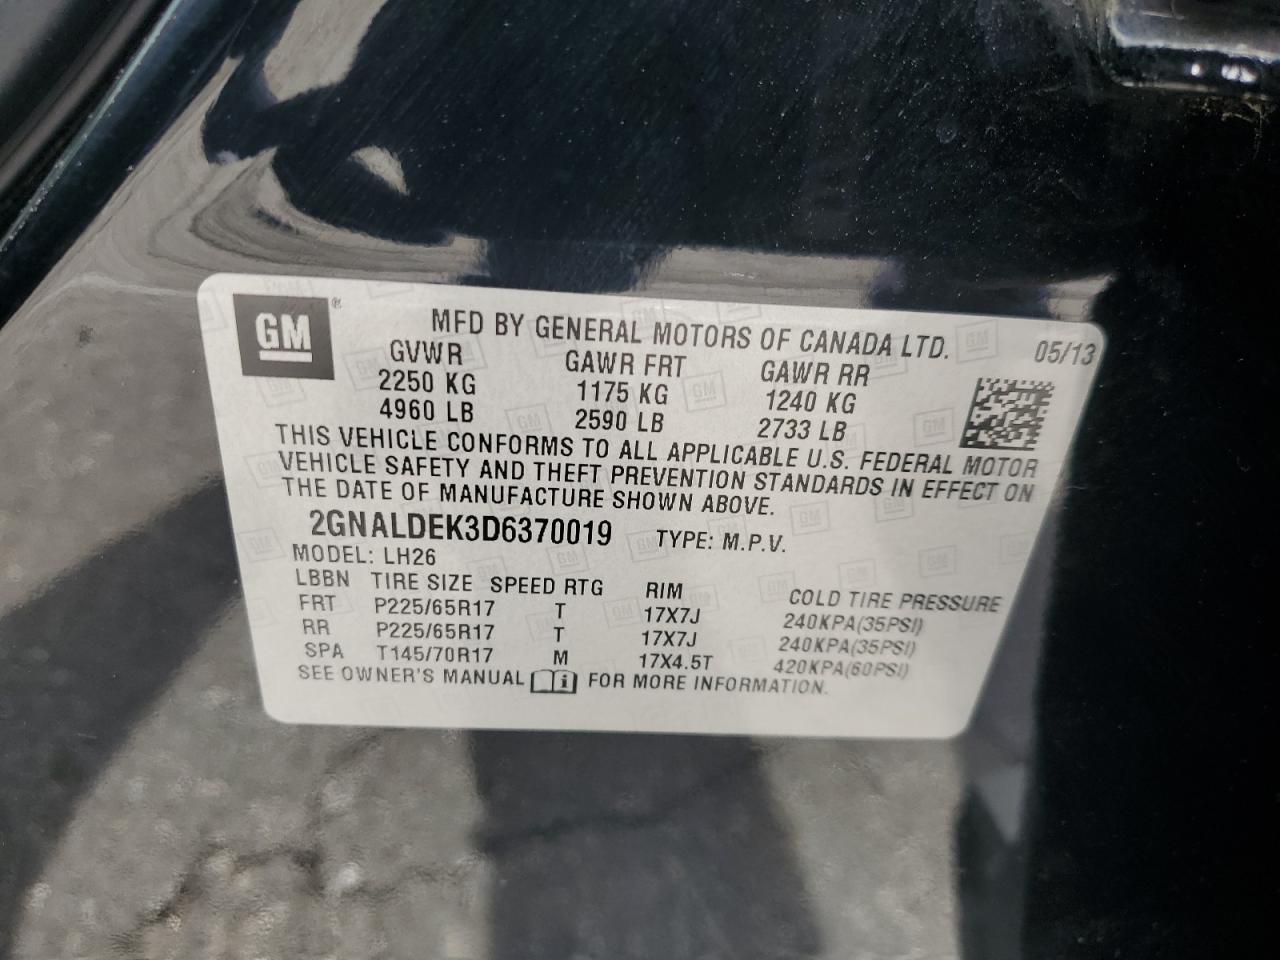 GM
MFD BY GENERAL MOTORS OF CANADA LTD.
05/13
GVWR GAWR FRT GAWR RR
2250 KG 1175 KG 1240 KG
4960 LB 2590 LB 2733 LB
THIS VEHICLE CONFORMS TO ALL APPLICABLE U.S. FEDERAL MOTOR
VEHICLE SAFETY AND THEFT PREVENTION STANDARDS IN EFFECT ON
THE DATE OF MANUFACTURE SHOWN ABOVE.
2GNALDEK3D6370019 TYPE: M.P.V.
MODEL: LH26
LBBN TIRE SIZE SPEED RTG RIM COLD TIRE PRESSURE
FRT P225/65R17 T 17X7J 240KPA(35PSI)
RR P225/65R17 T 17X7J 240KPA(35PSI)
SPA T145/70R17 M 17X4.5T 420KPA(60PSI)
SEE OWNER'S MANUAL FOR MORE INFORMATION.